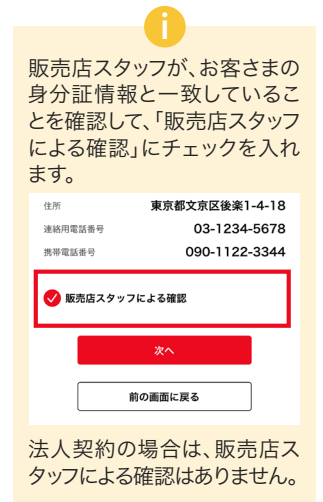 i
販売店スタッフが、お客さまの
身分証情報と一致しているこ
とを確認して、「販売店スタッフ
による確認」にチェックを入れ
ます。
住所 東京都文京区後楽1-4-18
連絡用電話番号 03-1234-5678
携帯電話番号 090-1122-3344
販売店スタッフによる確認
次へ
前の画面に戻る
法人契約の場合は、販売店ス
タッフによる確認はありません。